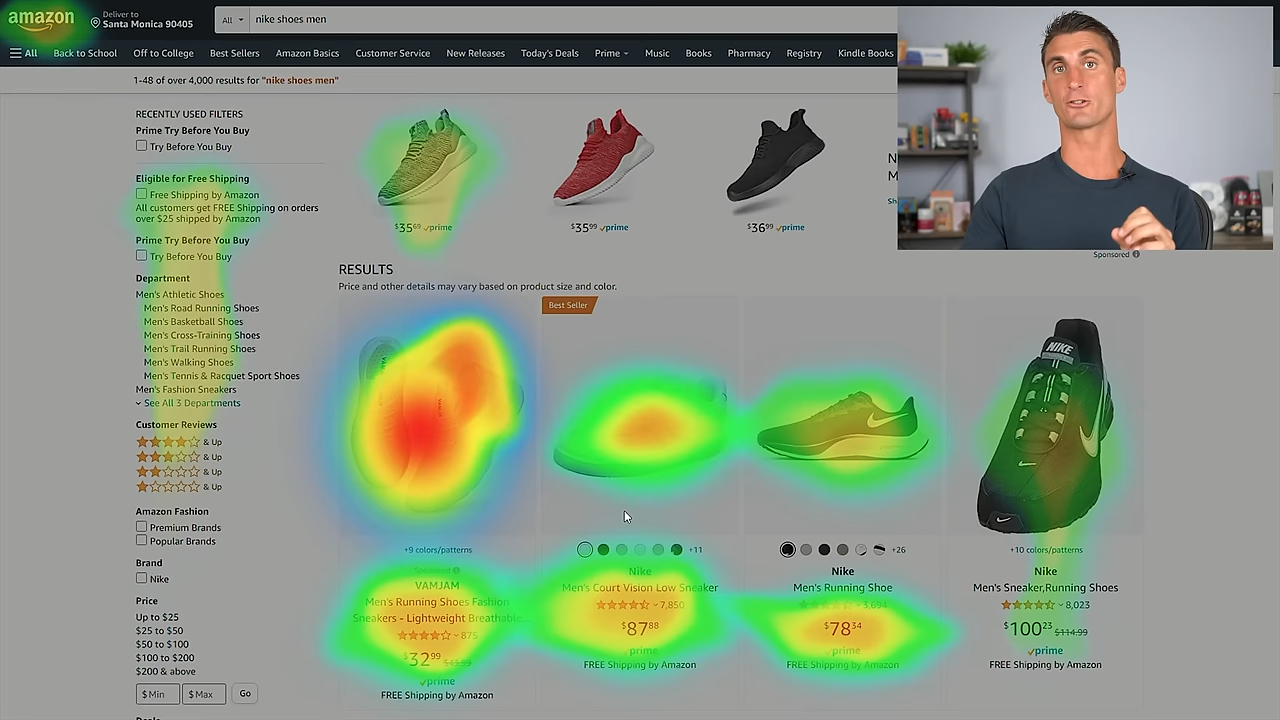 amazon
Deliver to
Santa Monica 90405
All
nike shoes men
All
Back to School
Off to College
Best Sellers
Amazon Basics
Customer Service
New Releases
Today's Deals
Prime
Music
Books
Pharmacy
Registry
Kindle Books
1-48 of over 4,000 results for "nike shoes men"
RECENTLY USED FILTERS
Prime Try Before You Buy
Try Before You Buy
Eligible for Free Shipping
Free Shipping by Amazon
All customers get FREE Shipping on orders
over $25 shipped by Amazon
Prime Try Before You Buy
Try Before You Buy
Department
Men's Athletic Shoes
Men's Road Running Shoes
Men's Basketball Shoes
Men's Cross-Training Shoes
Men's Trail Running Shoes
Men's Walking Shoes
Men's Tennis & Racquet Sport Shoes
Men's Fashion Sneakers
See All 3 Departments
Customer Reviews
& Up
& Up
& Up
& Up
Amazon Fashion
Premium Brands
Popular Brands
Brand
Nike
Price
Up to $25
$25 to $50
$50 to $100
$100 to $200
$200 & above
$ Min
$ Max
Go
$35 69 prime
$35 99 prime
$36 99 prime
Sponsored
RESULTS
Price and other details may vary based on product size and color.
+9 colors/patterns
Sponsored
VAMJAM
Men's Running Shoes Fashion
Sneakers - Lightweight Breathable...
875
$32 99 $43.99
prime
FREE Shipping by Amazon
Best Seller
+11
Nike
Men's Court Vision Low Sneaker
7,850
$87 88
prime
FREE Shipping by Amazon
+26
Nike
Men's Running Shoe
3,694
$78 34
prime
FREE Shipping by Amazon
NIKE
+10 colors/patterns
Nike
Men's Sneaker,Running Shoes
8,023
$100 23 $114.99
prime
FREE Shipping by Amazon